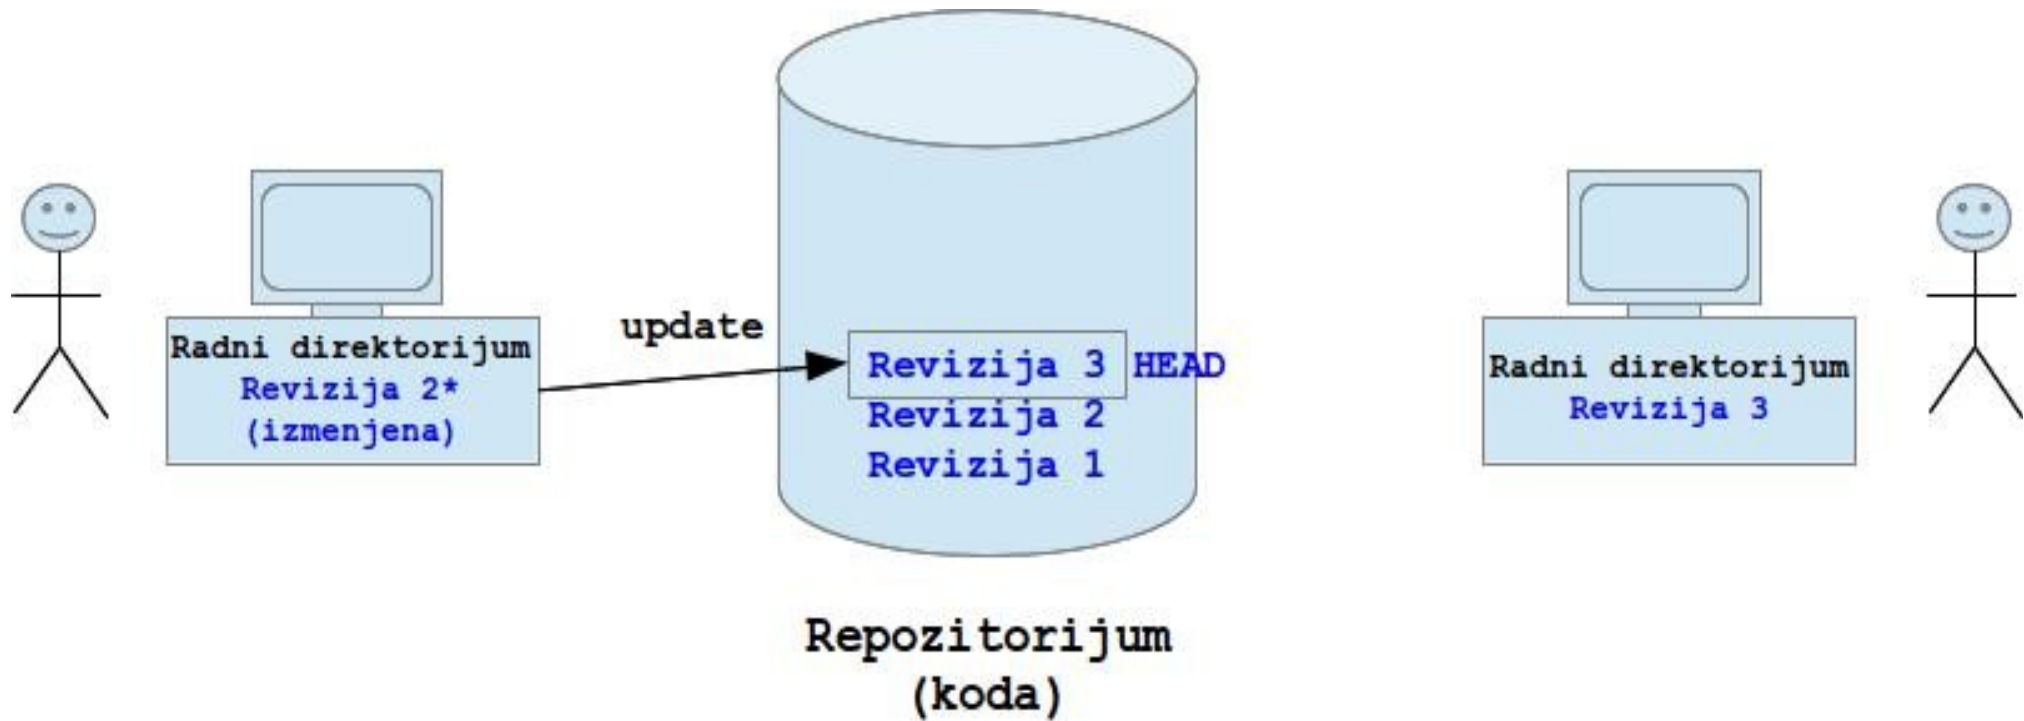 Radni direktorijum
Revizija 2*
(izmenjena)
update
Revizija 3 HEAD
Revizija 2
Revizija 1
Radni direktorijum
Revizija 3
Repozitorijum
(koda)